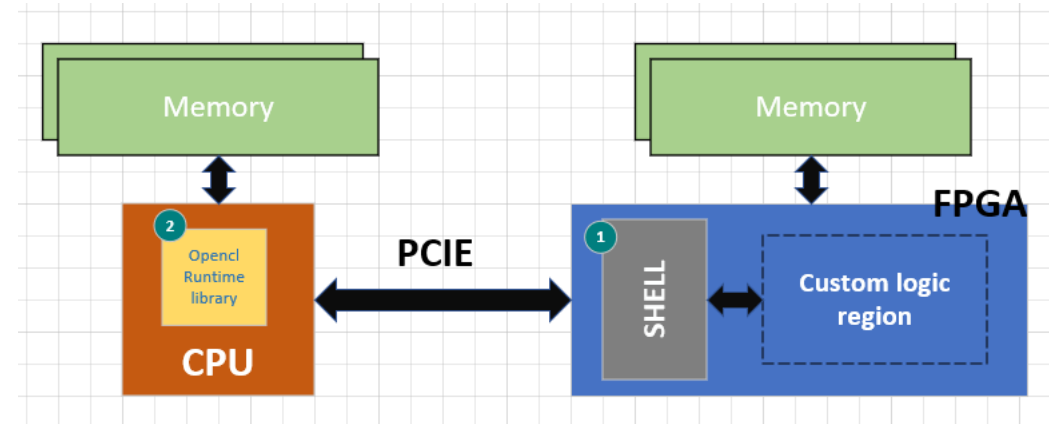 Memory
Memory
FPGA
2
Opencl
Runtime
library
CPU
PCIE
1
SHELL
Custom logic
region